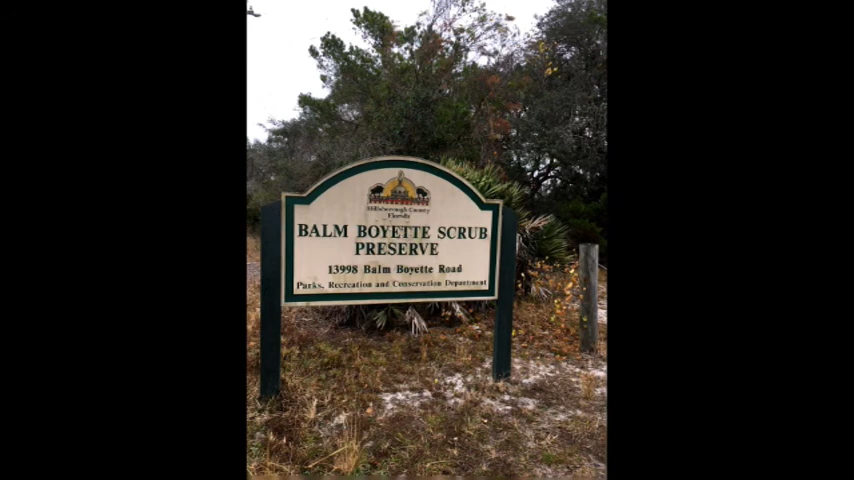 Hillsborough County
Florida
BALM BOYETTE SCRUB
PRESERVE
13998 Balm Boyette Road
Parks, Recreation and Conservation Department